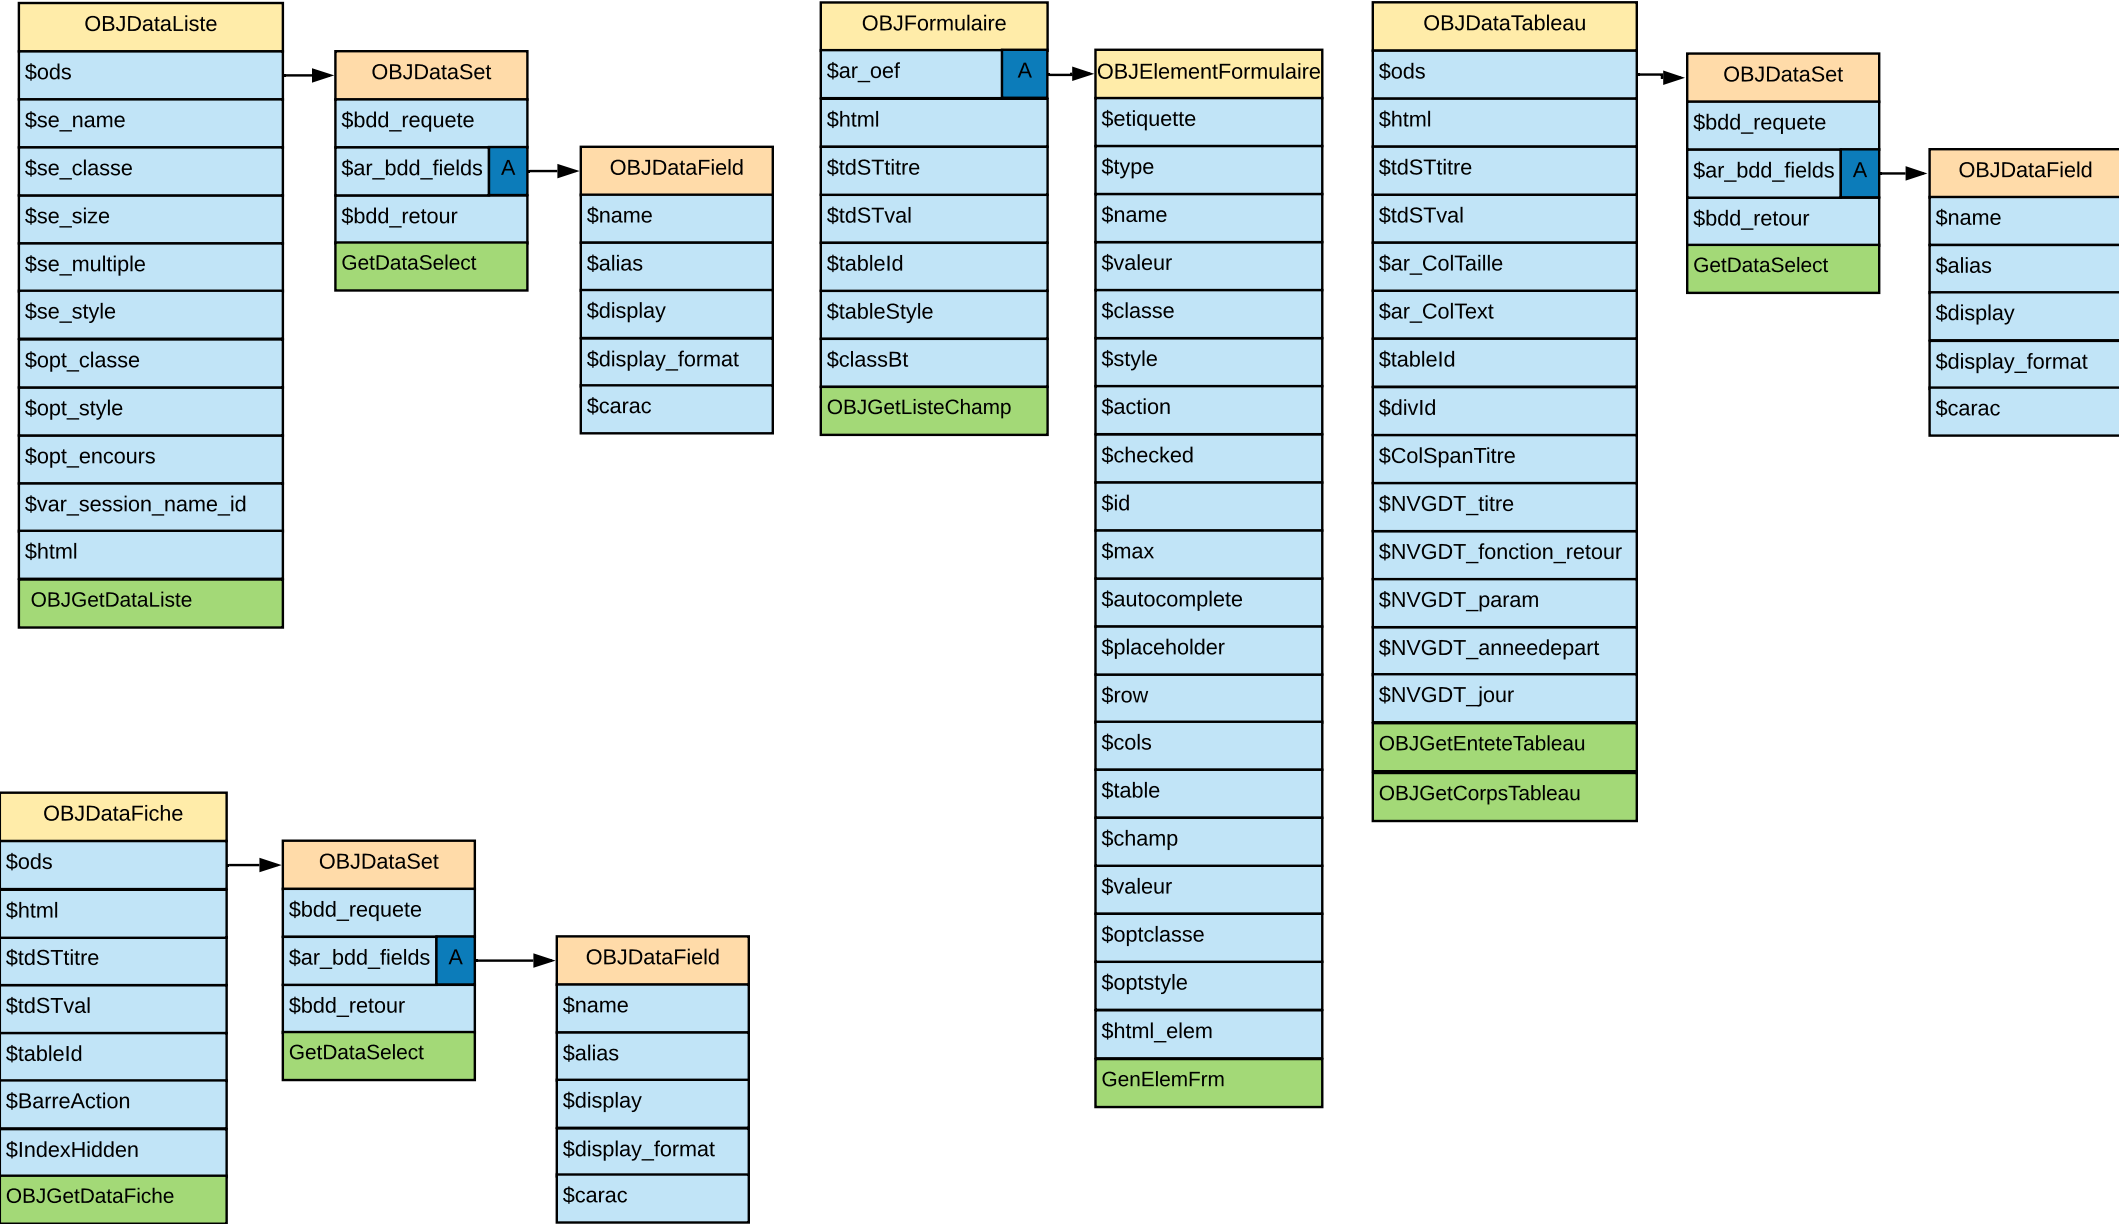 OBJDataListe
$ods
$se_name
$se_classe
$se_size
$se_multiple
$se_style
$opt_classe
$opt_style
$opt_encours
$var_session_name_id
$html
OBJGetDataListe
OBJDataSet
$bdd_requete
$ar_bdd_fields A
$bdd_retour
GetDataSelect
OBJDataField
$name
$alias
$display
$display_format
$carac
OBJFormulaire
$ar_oef A
$html
$tdSTtitre
$tdSTval
$tableId
$tableStyle
$classBt
OBJGetListeChamp
OBJElementFormulaire
$etiquette
$type
$name
$valeur
$classe
$style
$action
$checked
$id
$max
$autocomplete
$placeholder
$row
$cols
$table
$champ
$valeur
$optclasse
$optstyle
$html_elem
GenElemFrm
OBJDataTableau
$ods
$html
$tdSTtitre
$tdSTval
$ar_ColTaille
$ar_ColText
$tableId
$divId
$ColSpanTitre
$NVGDT_titre
$NVGDT_fonction_retour
$NVGDT_param
$NVGDT_anneedepart
$NVGDT_jour
OBJGetEnteteTableau
OBJGetCorpsTableau
OBJDataSet
$bdd_requete
$ar_bdd_fields A
$bdd_retour
GetDataSelect
OBJDataField
$name
$alias
$display
$display_format
$carac
OBJDataFiche
$ods
$html
$tdSTtitre
$tdSTval
$tableId
$BarreAction
$IndexHidden
OBJGetDataFiche
OBJDataSet
$bdd_requete
$ar_bdd_fields A
$bdd_retour
GetDataSelect
OBJDataField
$name
$alias
$display
$display_format
$carac